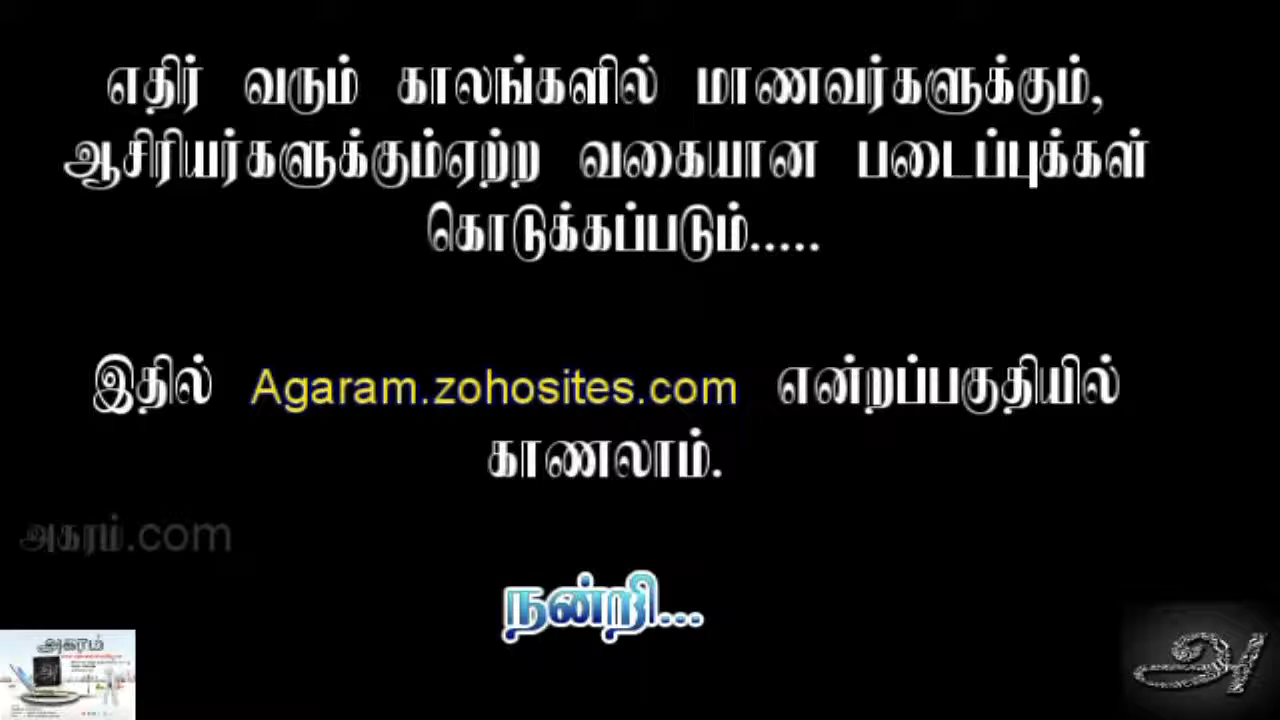 எதிர் வரும் காலங்களில் மாணவர்களுக்கும்,
ஆசிரியர்களுக்கும்ஏற்ற வகையான படைப்புக்கள்
கொடுக்கப்படும்.....
இதில் Agaram.zohosites.com என்றப்பகுதியில்
காணலாம்.
அகரம்.com
நன்றி...
அகரம்
அ